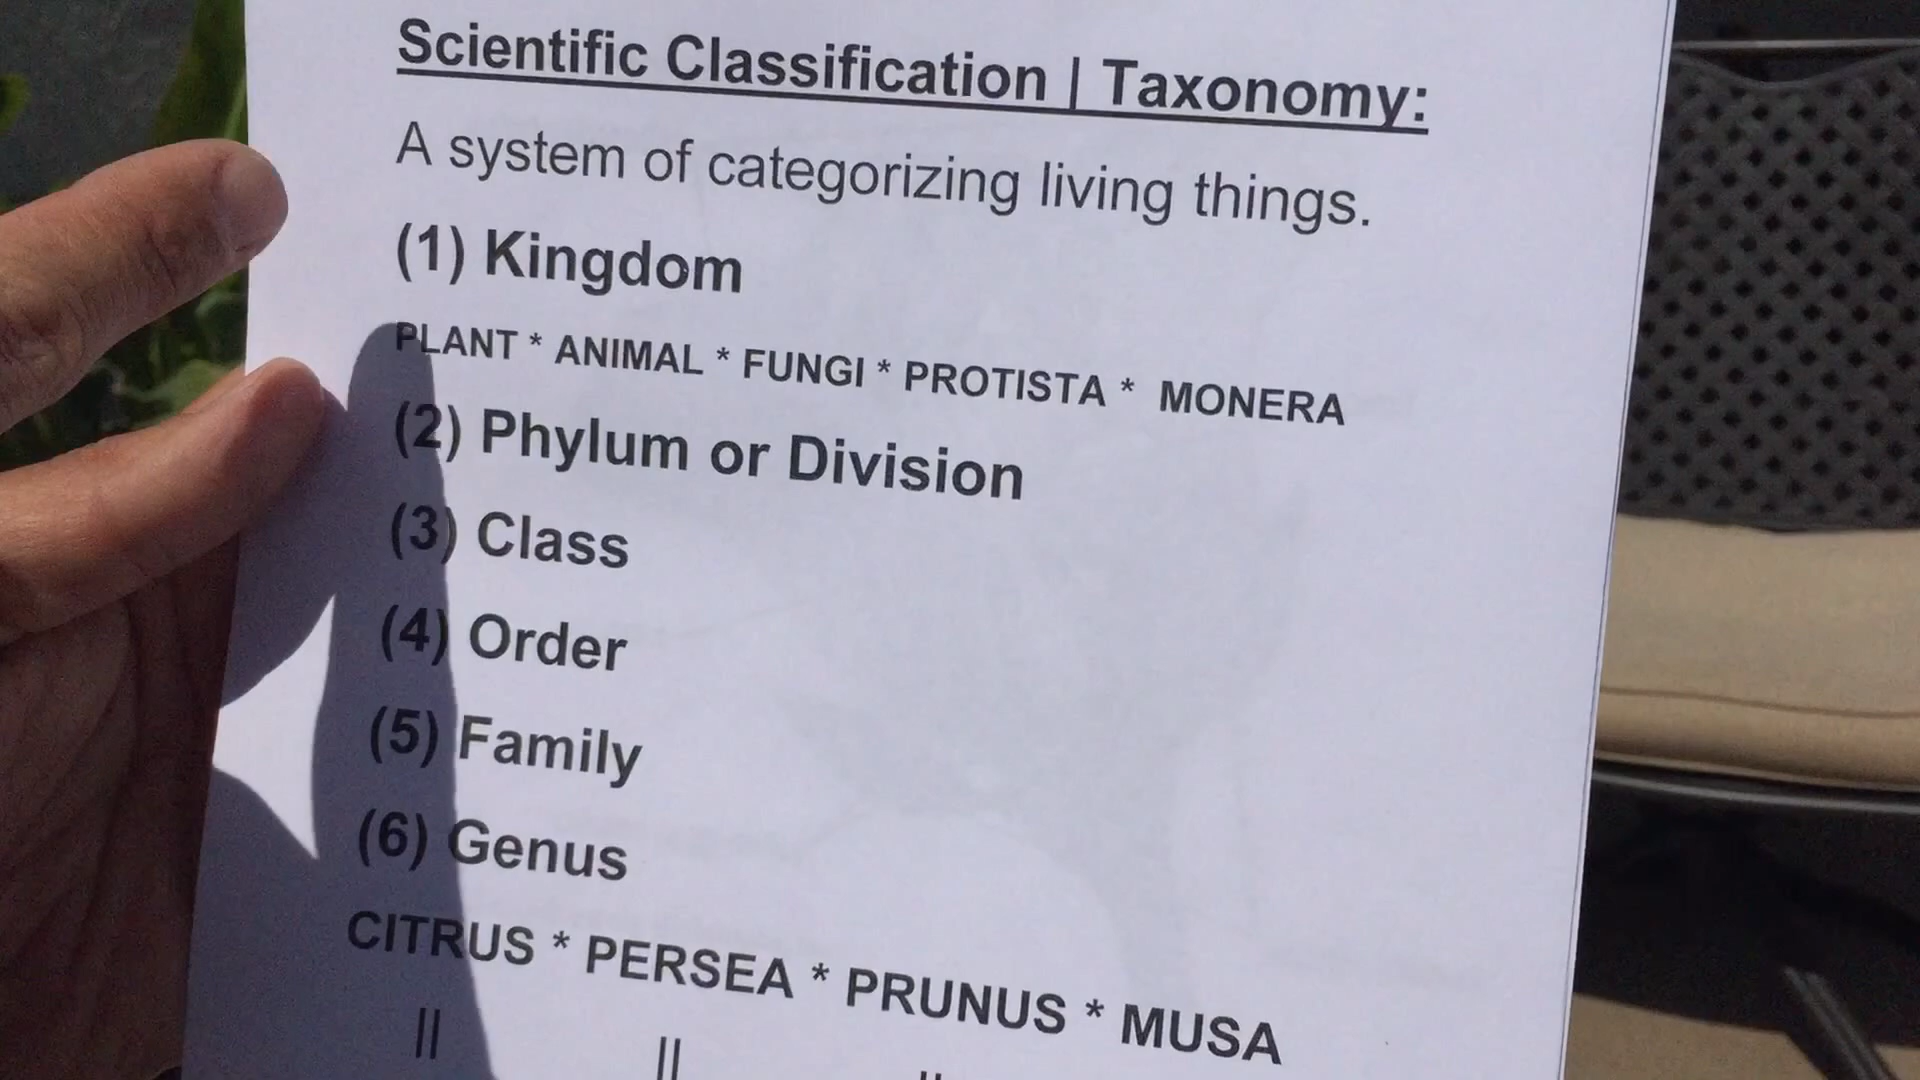 Scientific Classification | Taxonomy:
A system of categorizing living things.
(1) Kingdom
PLANT * ANIMAL * FUNGI * PROTISTA * MONERA
(2) Phylum or Division
(3) Class
(4) Order
(5) Family
(6) Genus
CITRUS * PERSEA * PRUNUS * MUSA
|| || ||